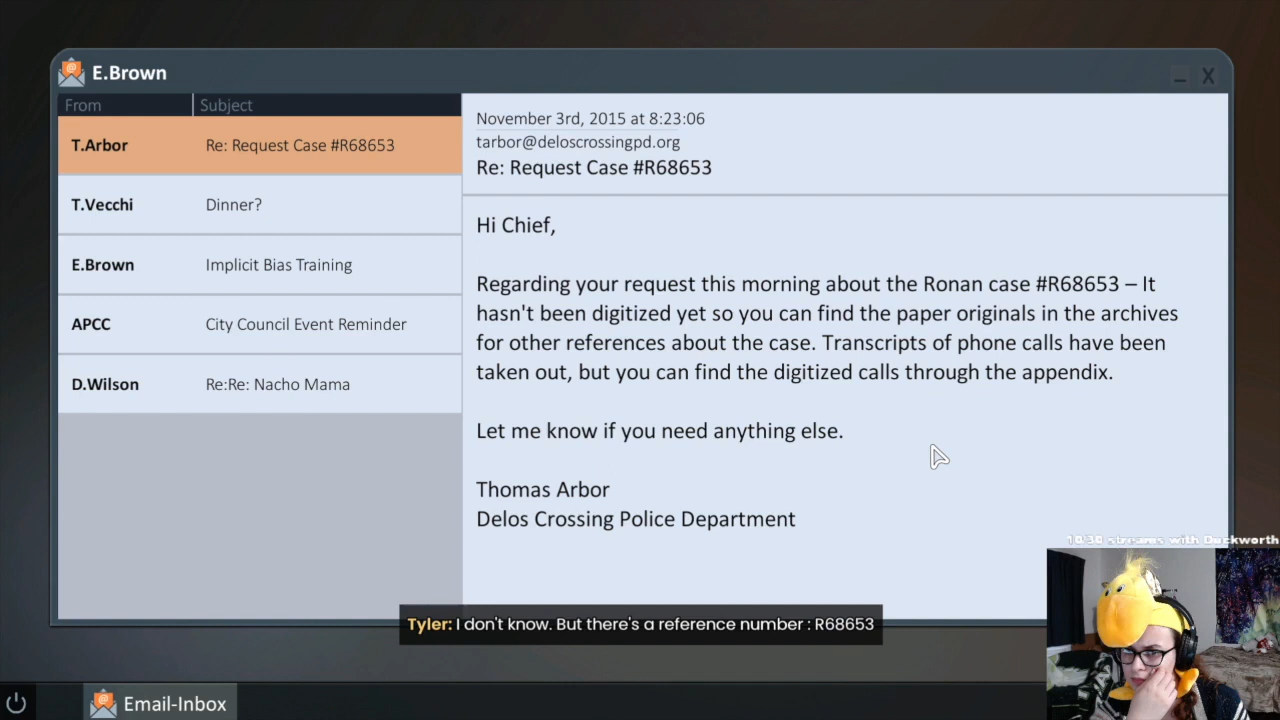 E.Brown
From Subject
T.Arbor Re: Request Case #R68653
T.Vecchi Dinner?
E.Brown Implicit Bias Training
APCC City Council Event Reminder
D.Wilson Re:Re: Nacho Mama
November 3rd, 2015 at 8:23:06
tarbor@deloscrossingpd.org
Re: Request Case #R68653
Hi Chief,
Regarding your request this morning about the Ronan case #R68653 – It
hasn't been digitized yet so you can find the paper originals in the archives
for other references about the case. Transcripts of phone calls have been
taken out, but you can find the digitized calls through the appendix.
Let me know if you need anything else.
Thomas Arbor
Delos Crossing Police Department
10/30 streams with Duckworth
Tyler: I don't know. But there's a reference number : R68653
Email-Inbox